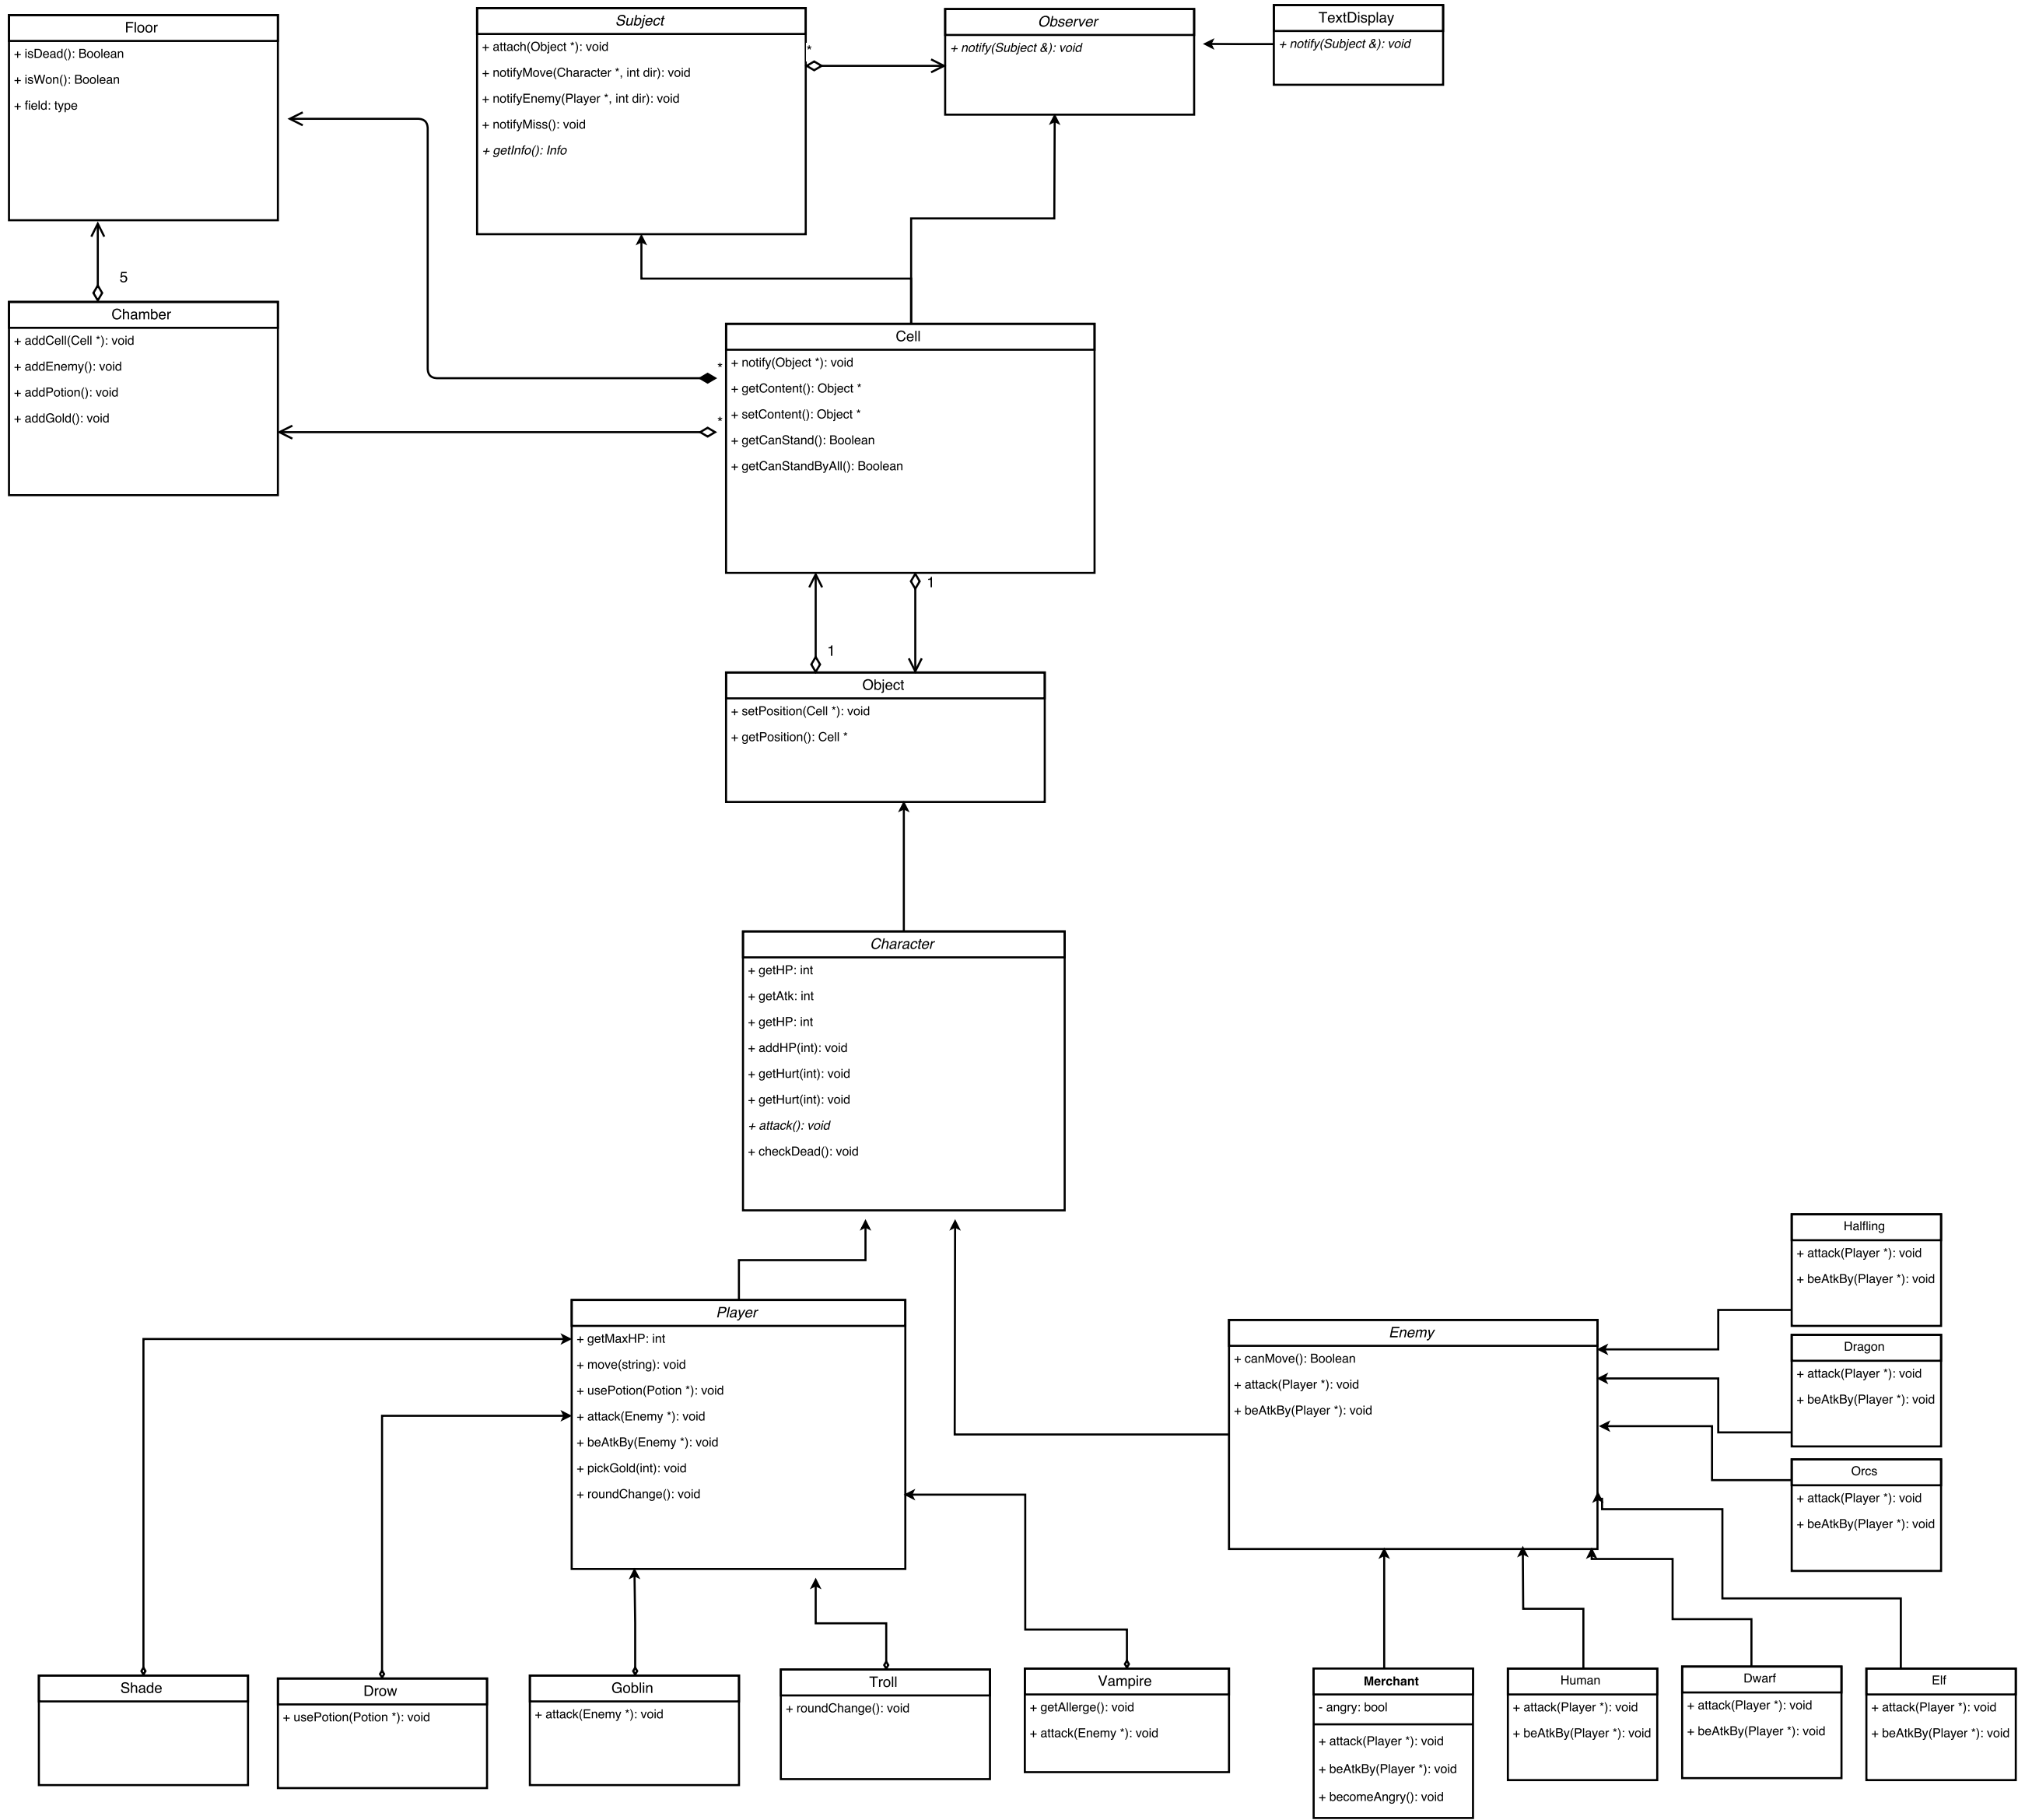 Floor
+ isDead(): Boolean
+ isWon(): Boolean
+ field: type
Subject
+ attach(Object *): void
+ notifyMove(Character *, int dir): void
+ notifyEnemy(Player *, int dir): void
+ notifyMiss(): void
+ getInfo(): Info
*
Observer
+ notify(Subject &): void
TextDisplay
+ notify(Subject &): void
5
Chamber
+ addCell(Cell *): void
+ addEnemy(): void
+ addPotion(): void
+ addGold(): void
*
*
Cell
+ notify(Object *): void
+ getContent(): Object *
+ setContent(): Object *
+ getCanStand(): Boolean
+ getCanStandByAll(): Boolean
1
1
Object
+ setPosition(Cell *): void
+ getPosition(): Cell *
Character
+ getHP: int
+ getAtk: int
+ getHP: int
+ addHP(int): void
+ getHurt(int): void
+ getHurt(int): void
+ attack(): void
+ checkDead(): void
Player
+ getMaxHP: int
+ move(string): void
+ usePotion(Potion *): void
+ attack(Enemy *): void
+ beAtkBy(Enemy *): void
+ pickGold(int): void
+ roundChange(): void
Enemy
+ canMove(): Boolean
+ attack(Player *): void
+ beAtkBy(Player *): void
Halfling
+ attack(Player *): void
+ beAtkBy(Player *): void
Dragon
+ attack(Player *): void
+ beAtkBy(Player *): void
Orcs
+ attack(Player *): void
+ beAtkBy(Player *): void
Shade
Drow
+ usePotion(Potion *): void
Goblin
+ attack(Enemy *): void
Troll
+ roundChange(): void
Vampire
+ getAllerge(): void
+ attack(Enemy *): void
Merchant
- angry: bool
+ attack(Player *): void
+ beAtkBy(Player *): void
+ becomeAngry(): void
Human
+ attack(Player *): void
+ beAtkBy(Player *): void
Dwarf
+ attack(Player *): void
+ beAtkBy(Player *): void
Elf
+ attack(Player *): void
+ beAtkBy(Player *): void